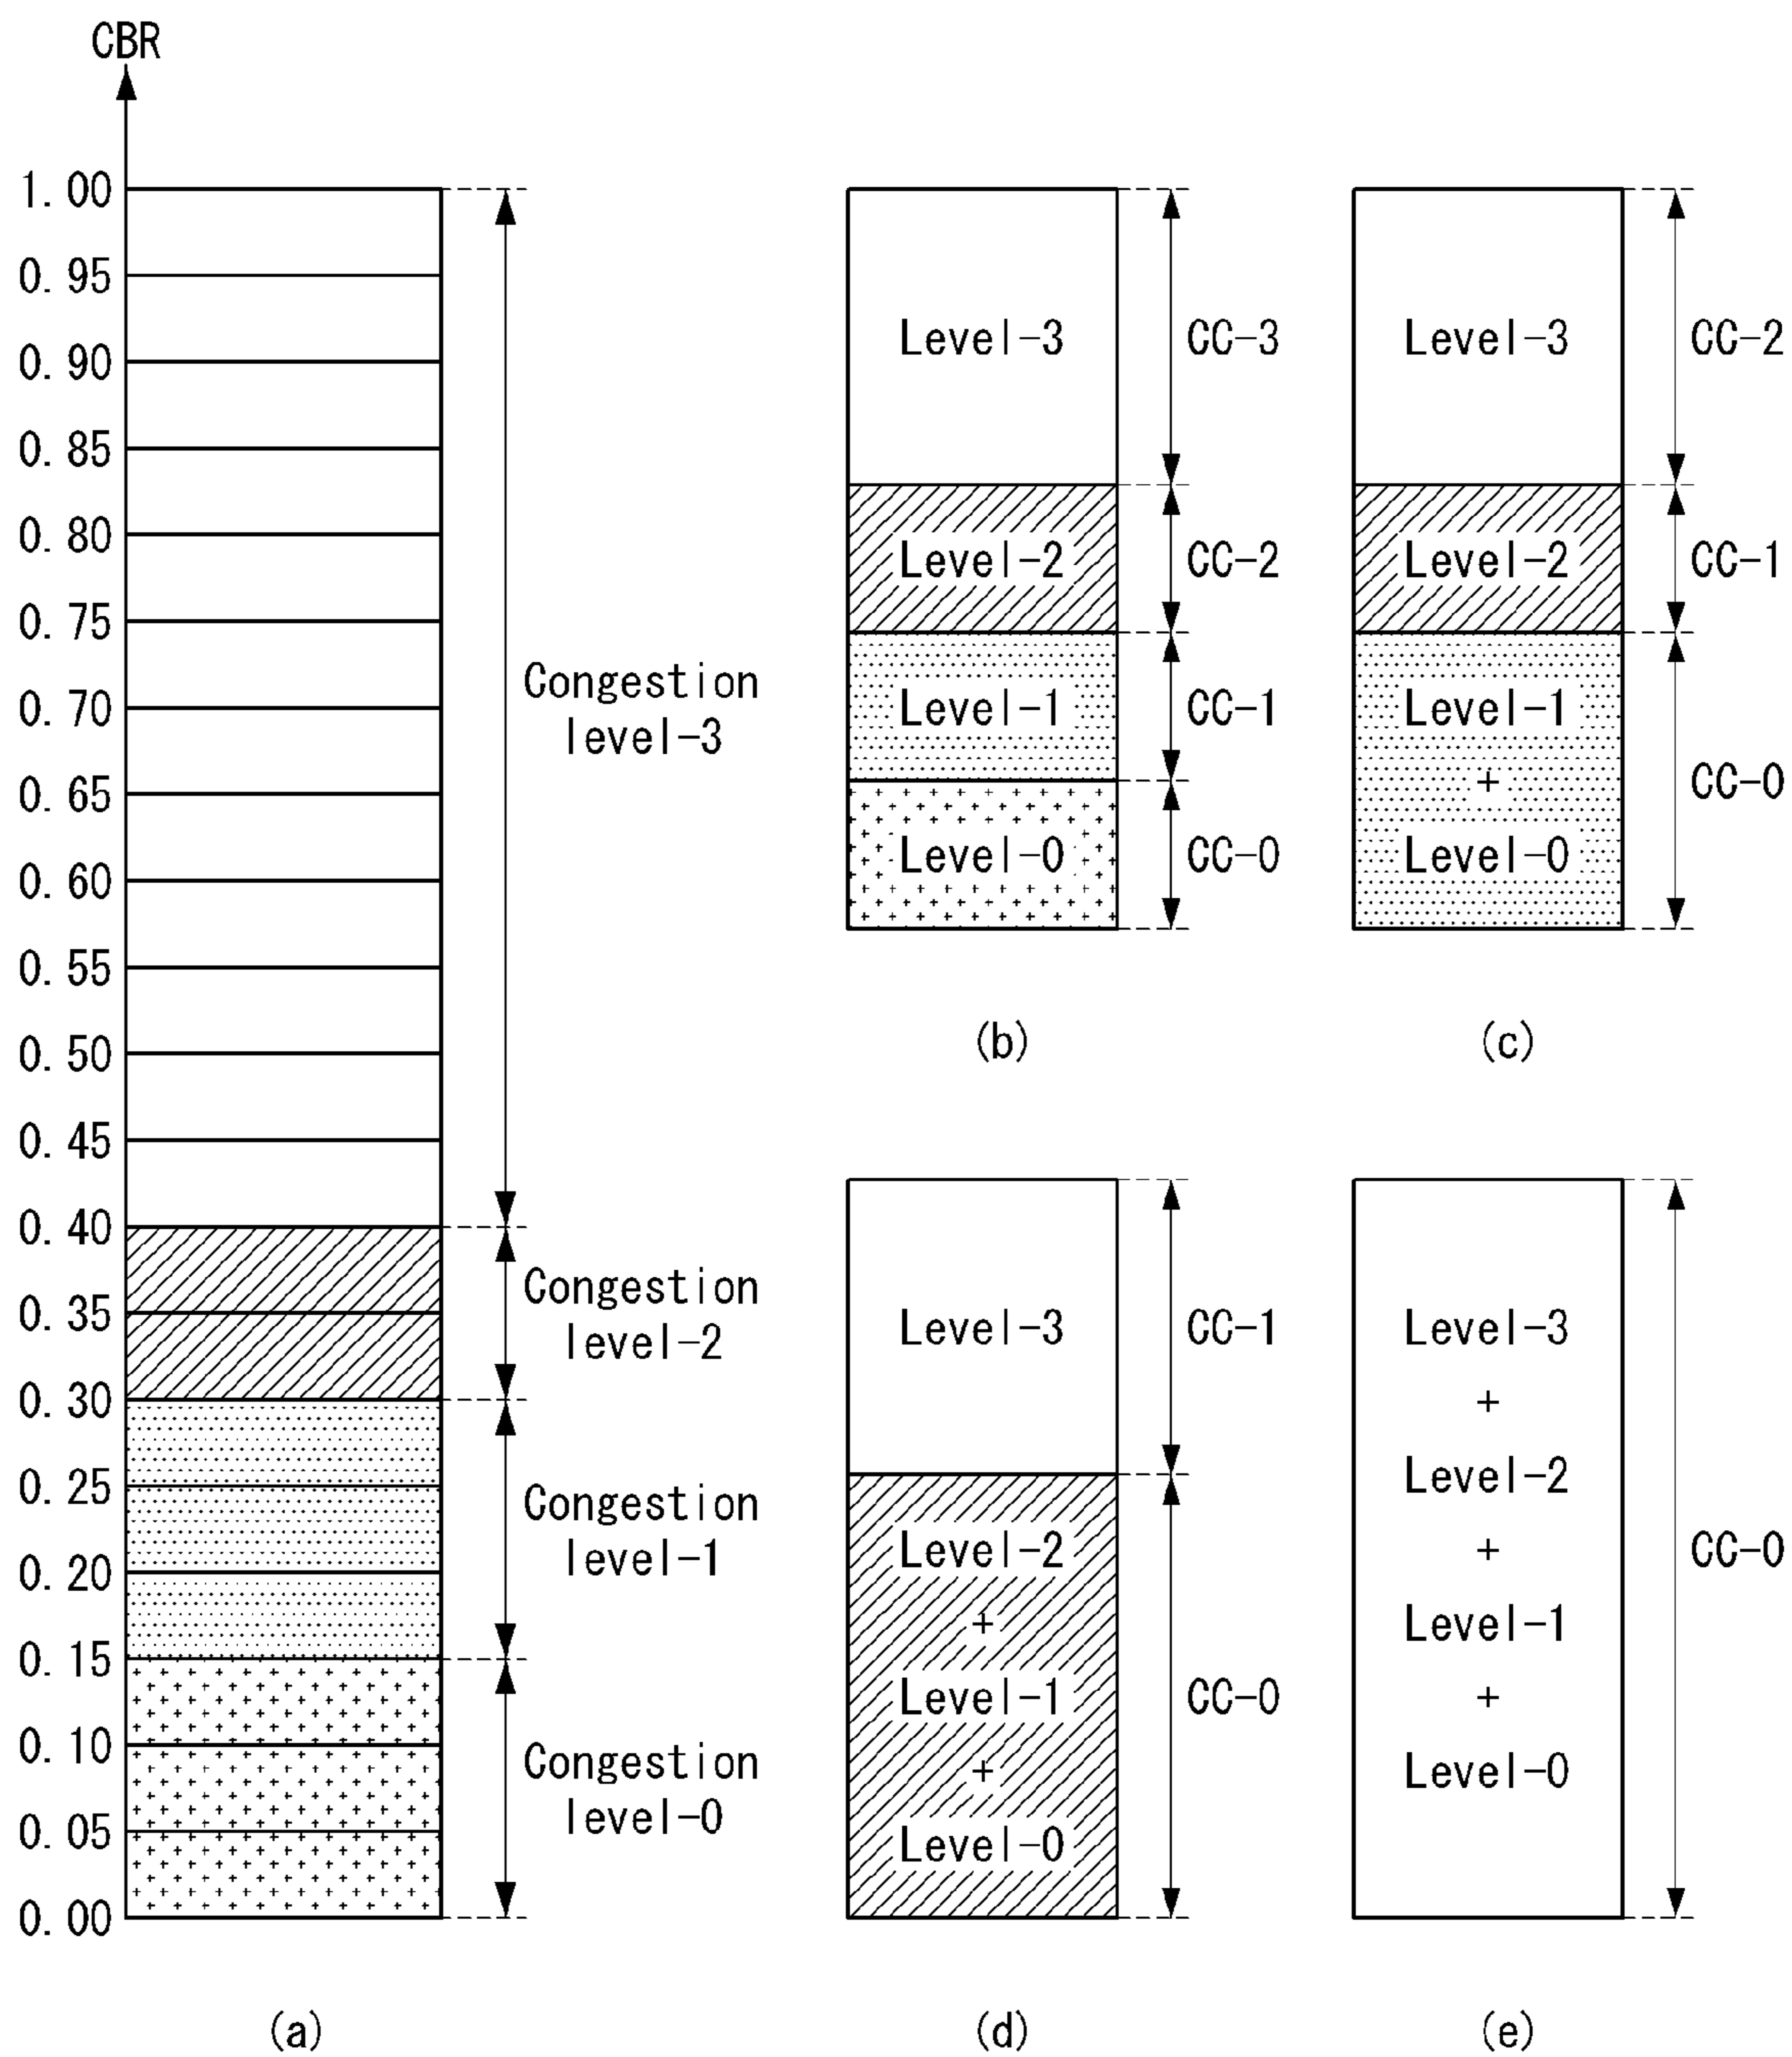 CBR
1.00
0.95
0.90
0.85
0.80
0.75
0.70
0.65
0.60
0.55
0.50
0.45
0.40
0.35
0.30
0.25
0.20
0.15
0.10
0.05
0.00
Congestion
level-3
Congestion
level-2
Congestion
level-1
Congestion
level-0
(a)
Level-3
CC-3
Level-2
CC-2
Level-1
CC-1
Level-0
CC-0
(b)
Level-3
CC-2
Level-2
CC-1
Level-1
+
CC-0
Level-0
(c)
Level-3
CC-1
Level-2
+
Level-1
CC-0
+
Level-0
(d)
Level-3
+
Level-2
+
CC-0
Level-1
+
Level-0
(e)